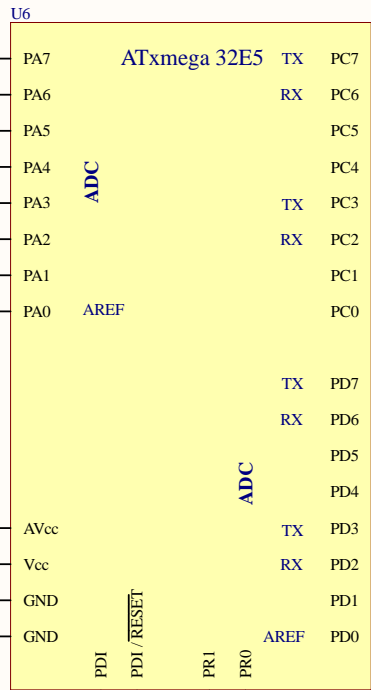 U6
ATxmega 32E5
PA7 TX PC7
PA6 RX PC6
PA5 PC5
PA4 PC4
ADC
PA3 TX PC3
PA2 RX PC2
PA1 PC1
PA0 AREF PC0
TX PD7
RX PD6
PD5
ADC
PD4
AVcc TX PD3
Vcc RX PD2
GND PD1
GND AREF PD0
PDI
PDI / RESET
PR1
PR0